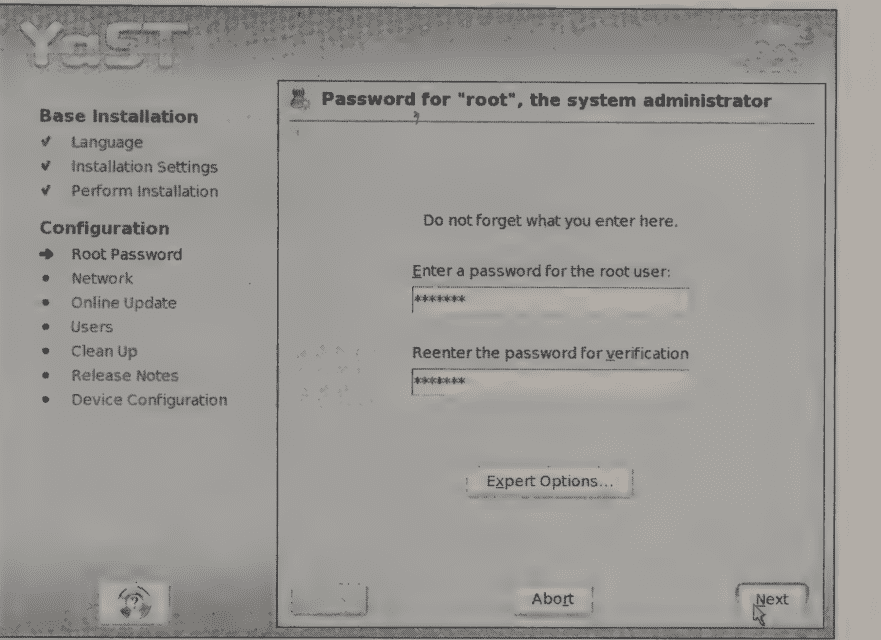 YaST
Base Installation
✔ Language
✔ Installation Settings
✔ Perform Installation
Configuration
➔ Root Password
• Network
• Online Update
• Users
• Clean Up
• Release Notes
• Device Configuration
Password for "root", the system administrator
Do not forget what you enter here.
Enter a password for the root user:
*******
Reenter the password for verification
*******
Expert Options...
?
Abort
Next